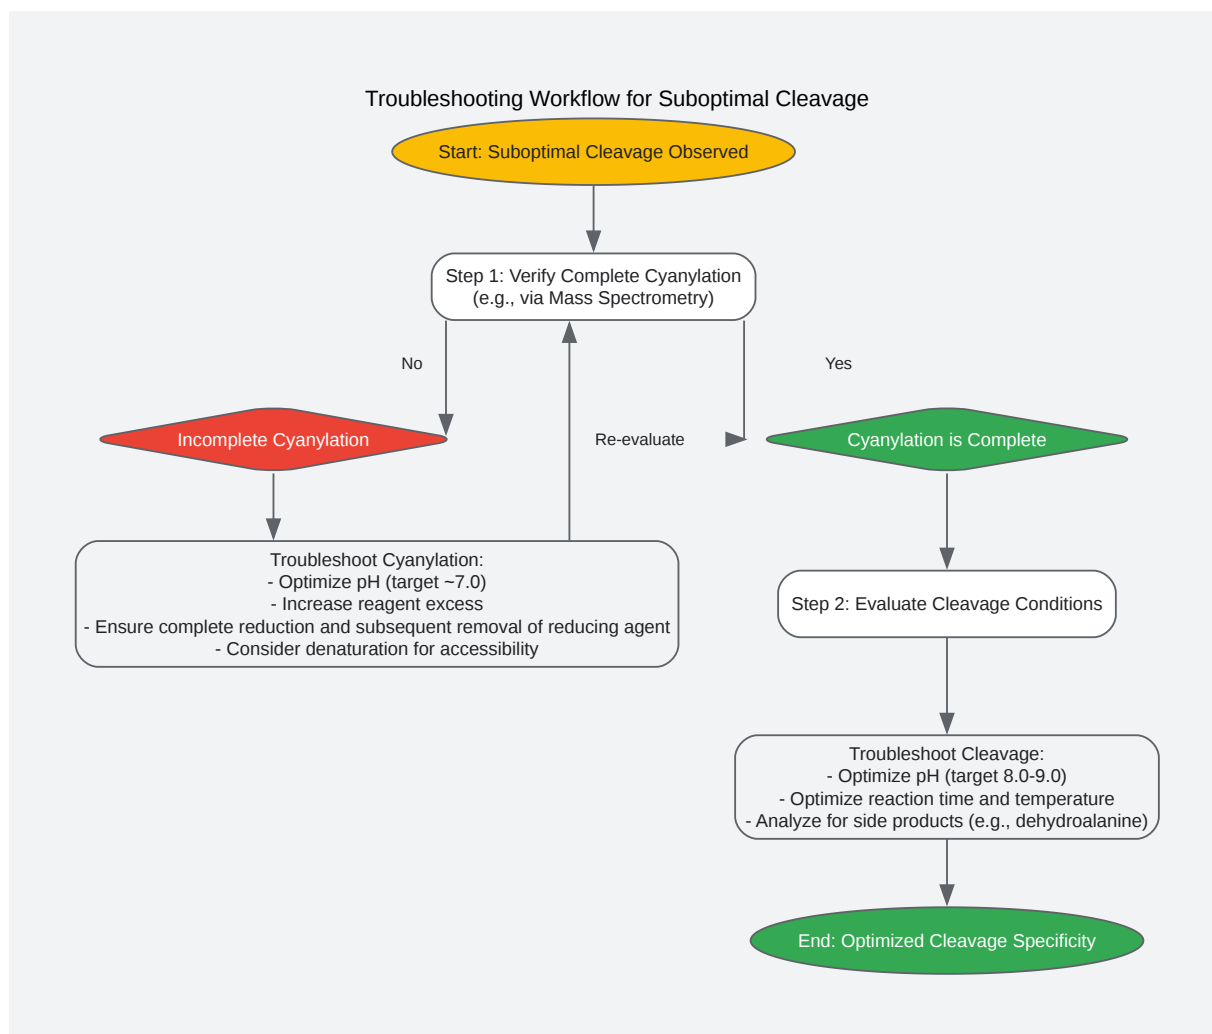 Troubleshooting Workflow for Suboptimal Cleavage
Start: Suboptimal Cleavage Observed
Step 1: Verify Complete Cyanylation
(e.g., via Mass Spectrometry)
No
Yes
Incomplete Cyanylation
Re-evaluate
Cyanylation is Complete
Troubleshoot Cyanylation:
- Optimize pH (target ~7.0)
- Increase reagent excess
- Ensure complete reduction and subsequent removal of reducing agent
- Consider denaturation for accessibility
Step 2: Evaluate Cleavage Conditions
Troubleshoot Cleavage:
- Optimize pH (target 8.0-9.0)
- Optimize reaction time and temperature
- Analyze for side products (e.g., dehydroalanine)
End: Optimized Cleavage Specificity